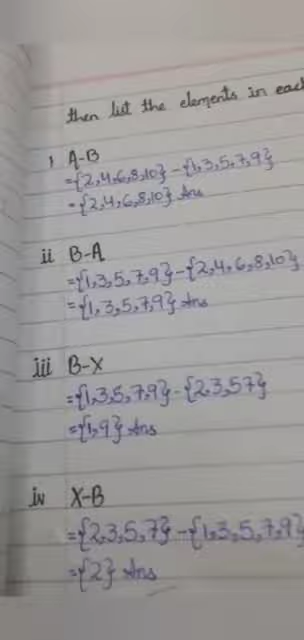 then list the elements in each
i A-B
={2,4,6,8,10} - {1,3,5,7,9}
={2,4,6,8,10} Ans
ii B-A
={1,3,5,7,9} - {2,4,6,8,10}
={1,3,5,7,9} Ans
iii B-X
={1,3,5,7,9} - {2,3,5 7}
={1,9} Ans
iv X-B
={2,3,5,7} - {1,3,5,7,9}
={2} Ans